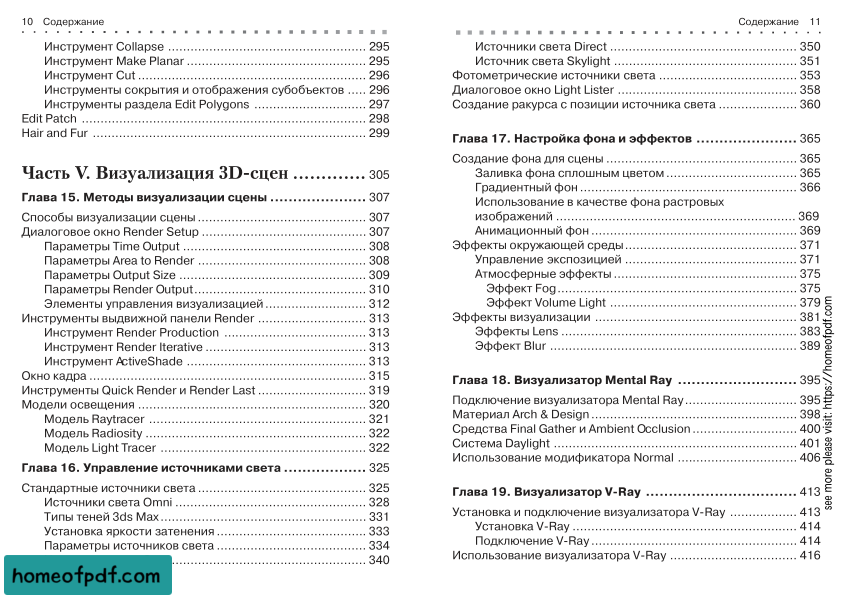 10 Содержание
Инструмент Collapse ..... 295
Инструмент Make Planar ..... 295
Инструмент Cut ..... 296
Инструменты сокрытия и отображения субобъектов ..... 296
Инструменты раздела Edit Polygons ..... 297
Edit Patch ..... 298
Hair and Fur ..... 299
Часть V. Визуализация 3D-сцен ..... 305
Глава 15. Методы визуализации сцены ..... 307
Способы визуализации сцены ..... 307
Диалоговое окно Render Setup ..... 307
Параметры Time Output ..... 308
Параметры Area to Render ..... 308
Параметры Output Size ..... 309
Параметры Render Output ..... 310
Элементы управления визуализацией ..... 312
Инструменты выдвижной панели Render ..... 313
Инструмент Render Production ..... 313
Инструмент Render Iterative ..... 313
Инструмент ActiveShade ..... 313
Окно кадра ..... 315
Инструменты Quick Render и Render Last ..... 319
Модели освещения ..... 320
Модель Raytracer ..... 321
Модель Radiosity ..... 322
Модель Light Tracer ..... 322
Глава 16. Управление источниками света ..... 325
Стандартные источники света ..... 325
Источники света Omni ..... 328
Типы теней 3ds Max ..... 331
Установка яркости затенения ..... 333
Параметры источников света ..... 334
..... 340
homeofpdf.com
Содержание 11
Источники света Direct ..... 350
Источник света Skylight ..... 351
Фотометрические источники света ..... 353
Диалоговое окно Light Lister ..... 358
Создание ракурса с позиции источника света ..... 360
Глава 17. Настройка фона и эффектов ..... 365
Создание фона для сцены ..... 365
Заливка фона сплошным цветом ..... 365
Градиентный фон ..... 366
Использование в качестве фона растровых
изображений ..... 369
Анимационный фон ..... 369
Эффекты окружающей среды ..... 371
Управление экспозицией ..... 371
Атмосферные эффекты ..... 375
Эффект Fog ..... 375
Эффект Volume Light ..... 379
Эффекты визуализации ..... 381
Эффекты Lens ..... 383
Эффект Blur ..... 389
Глава 18. Визуализатор Mental Ray ..... 395
Подключение визуализатора Mental Ray ..... 395
Материал Arch & Design ..... 398
Средства Final Gather и Ambient Occlusion ..... 400
Система Daylight ..... 401
Использование модификатора Normal ..... 406
Глава 19. Визуализатор V-Ray ..... 413
Установка и подключение визуализатора V-Ray ..... 413
Установка V-Ray ..... 414
Подключение V-Ray ..... 414
Использование визуализатора V-Ray ..... 416
see more please visit: https://homeofpdf.com